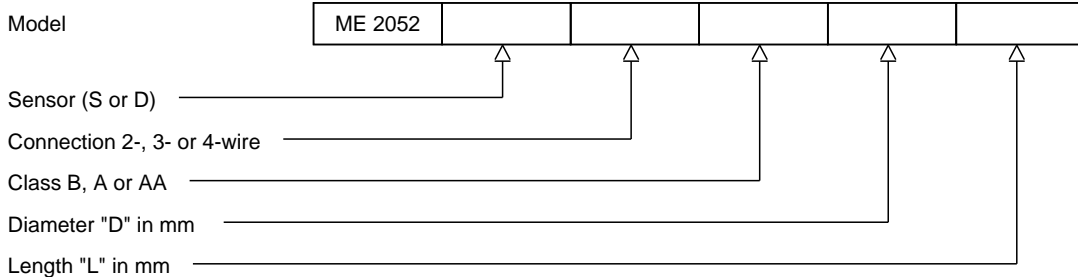 Model ME 2052
Sensor (S or D)
Connection 2-, 3- or 4-wire
Class B, A or AA
Diameter "D" in mm
Length "L" in mm